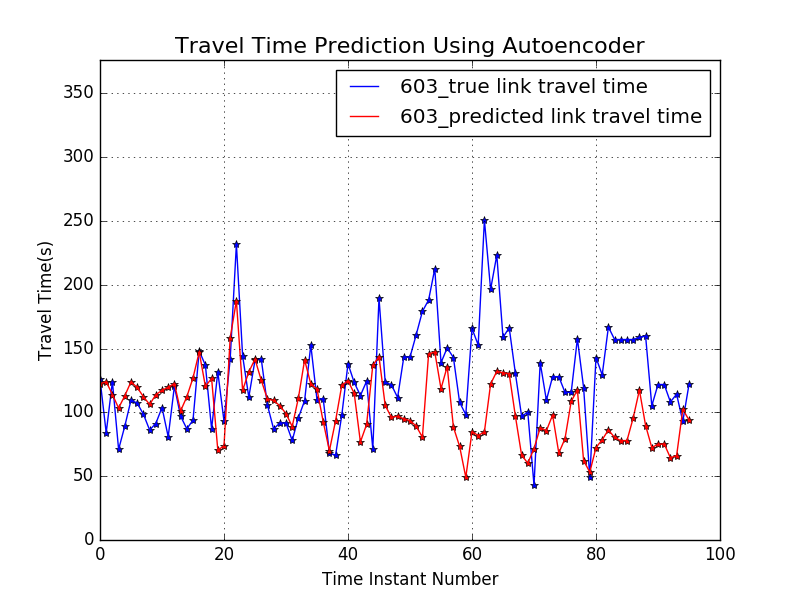 Travel Time Prediction Using Autoencoder
603_true link travel time
603_predicted link travel time
350
300
250
200
150
100
50
0
Travel Time(s)
0 20 40 60 80 100
Time Instant Number